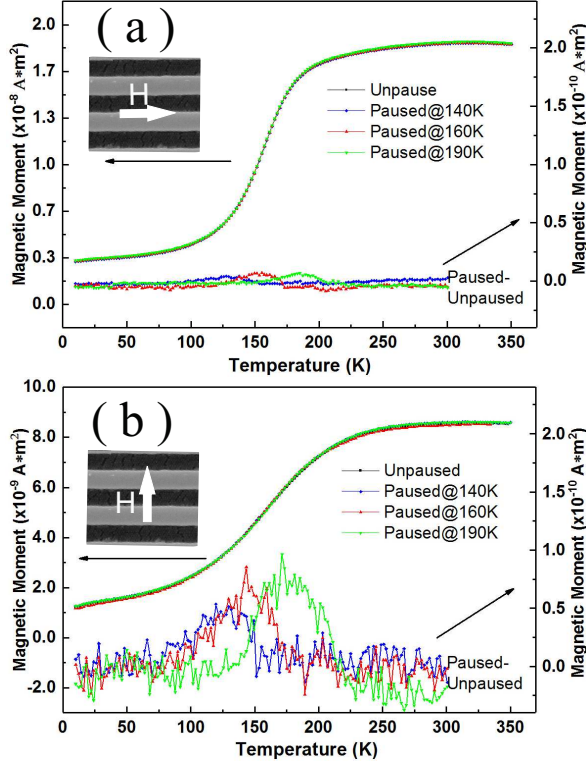 ( a )
H
Unpause
Paused@140K
Paused@160K
Paused@190K
Paused-
Unpaused
Magnetic Moment (x10⁻⁸ A*m²)
2.0
1.7
1.3
1.0
0.7
0.3
0.0
Magnetic Moment (x10⁻¹⁰ A*m²)
2.0
1.5
1.0
0.5
0.0
0 50 100 150 200 250 300 350
Temperature (K)
( b )
H
Unpaused
Paused@140K
Paused@160K
Paused@190K
Paused-
Unpaused
Magnetic Moment (x10⁻⁹ A*m²)
10.0
8.0
6.0
4.0
2.0
0.0
-2.0
Magnetic Moment (x10⁻¹⁰ A*m²)
2.0
1.5
1.0
0.5
0.0
0 50 100 150 200 250 300 350
Temperature (K)